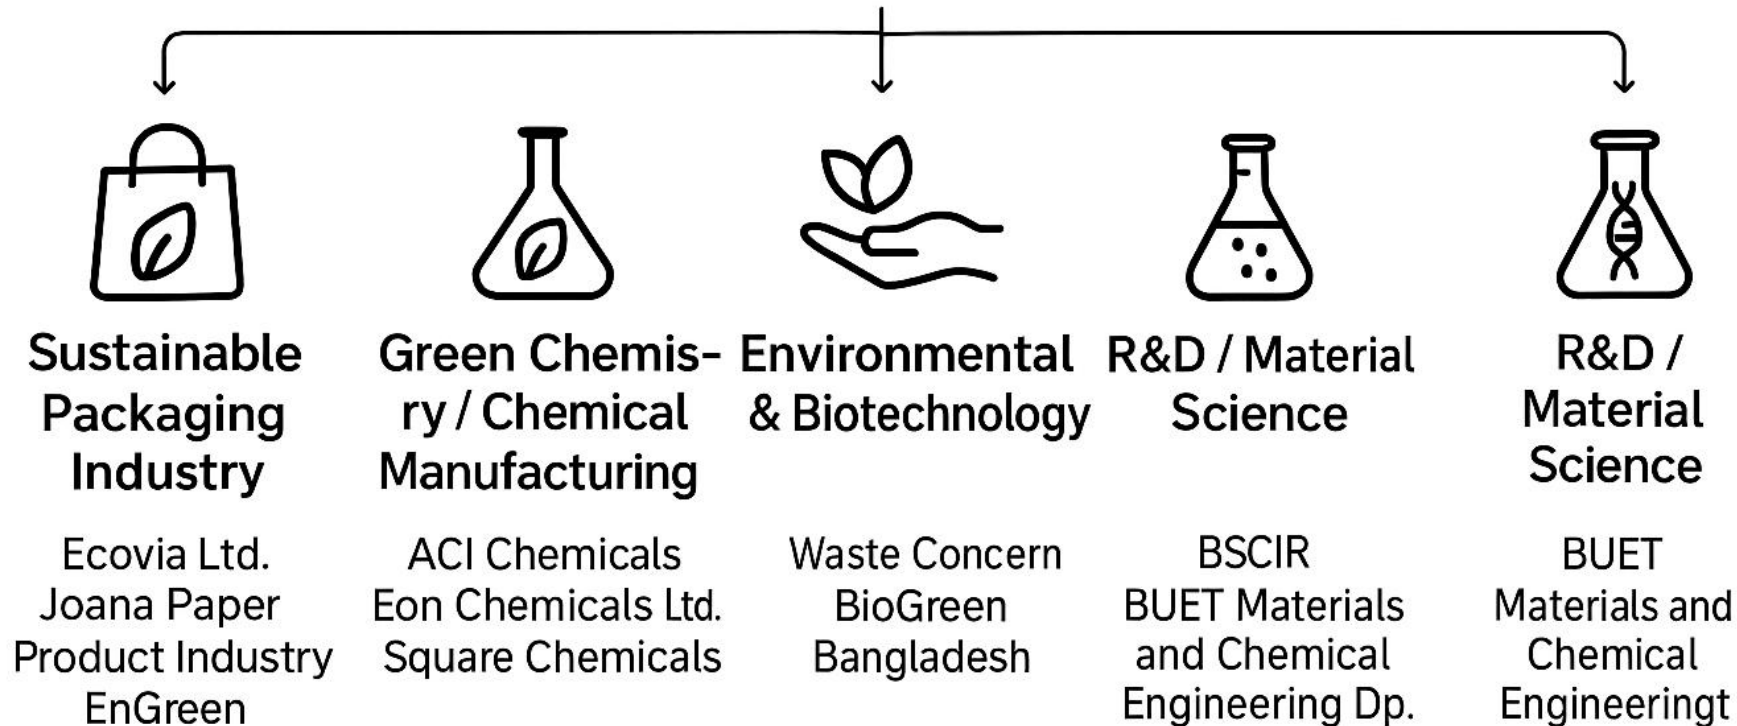 Sustainable
Packaging
Industry
Ecovia Ltd.
Joana Paper
Product Industry
EnGreen
Green Chemis-
ry / Chemical
Manufacturing
ACI Chemicals
Eon Chemicals Ltd.
Square Chemicals
Environmental
& Biotechnology
Waste Concern
BioGreen
Bangladesh
R&D / Material
Science
BSCIR
BUET Materials
and Chemical
Engineering Dp.
R&D /
Material
Science
BUET
Materials and
Chemical
Engineeringt